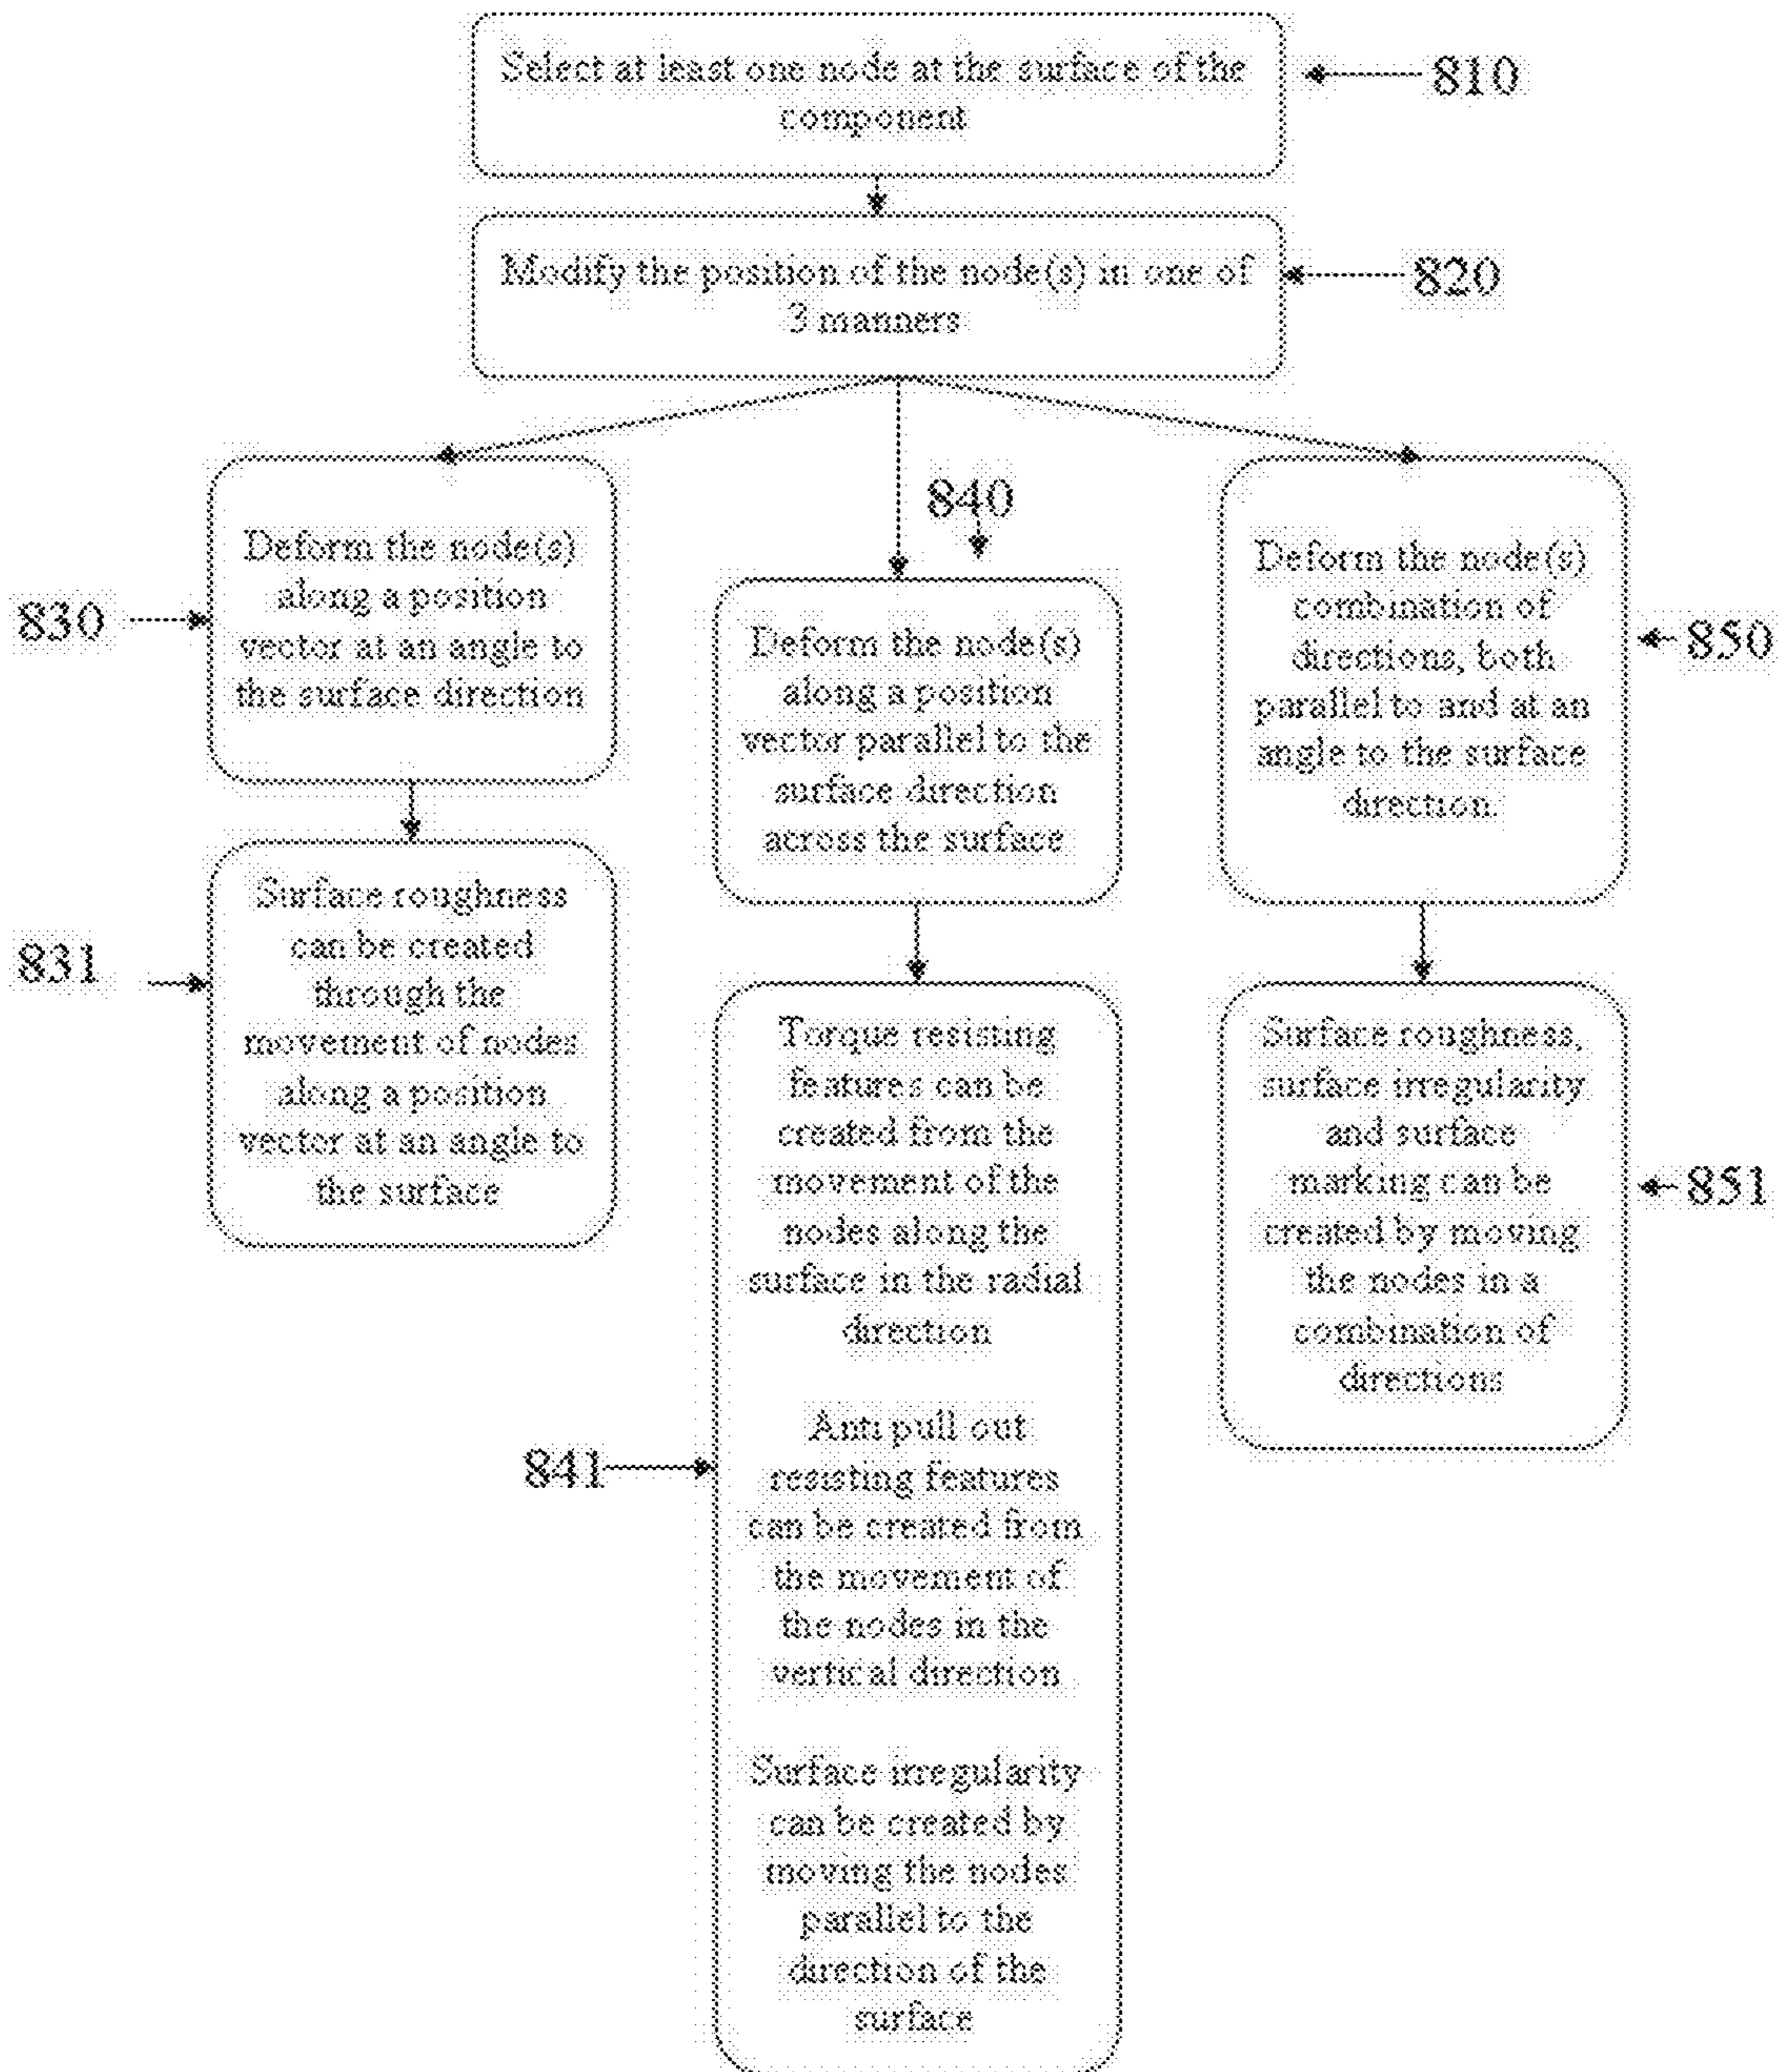 Select at least one node at the surface of the
component
810
Modify the position of the node(s) in one of
3 manners
820
830
Deform the node(s)
along a position
vector at an angle to
the surface direction
840
Deform the node(s)
along a position
vector parallel to the
surface direction
across the surface
Deform the node(s)
combination of
directions, both
parallel to and at an
angle to the surface
direction.
850
831
Surface roughness
can be created
through the
movement of nodes
along a position
vector at an angle to
the surface
841
Torque resisting
features can be
created from the
movement of the
nodes along the
surface in the radial
direction
Anti pull out
resisting features
can be created from
the movement of
the nodes in the
vertical direction
Surface irregularity
can be created by
moving the nodes
parallel to the
direction of the
surface
Surface roughness,
surface irregularity
and surface
marking can be
created by moving
the nodes in a
combination of
directions
851